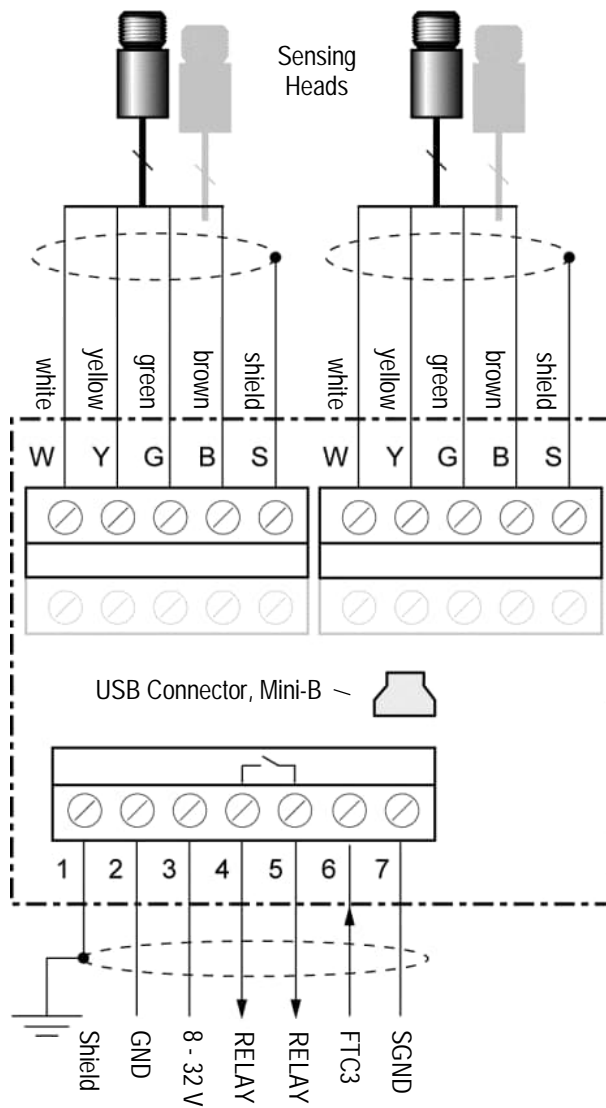 Sensing
Heads
white yellow green brown shield white yellow green brown shield
W Y G B S W Y G B S
USB Connector, Mini-B
1 2 3 4 5 6 7
Shield GND 8 - 32 V RELAY RELAY FTC3 SGND